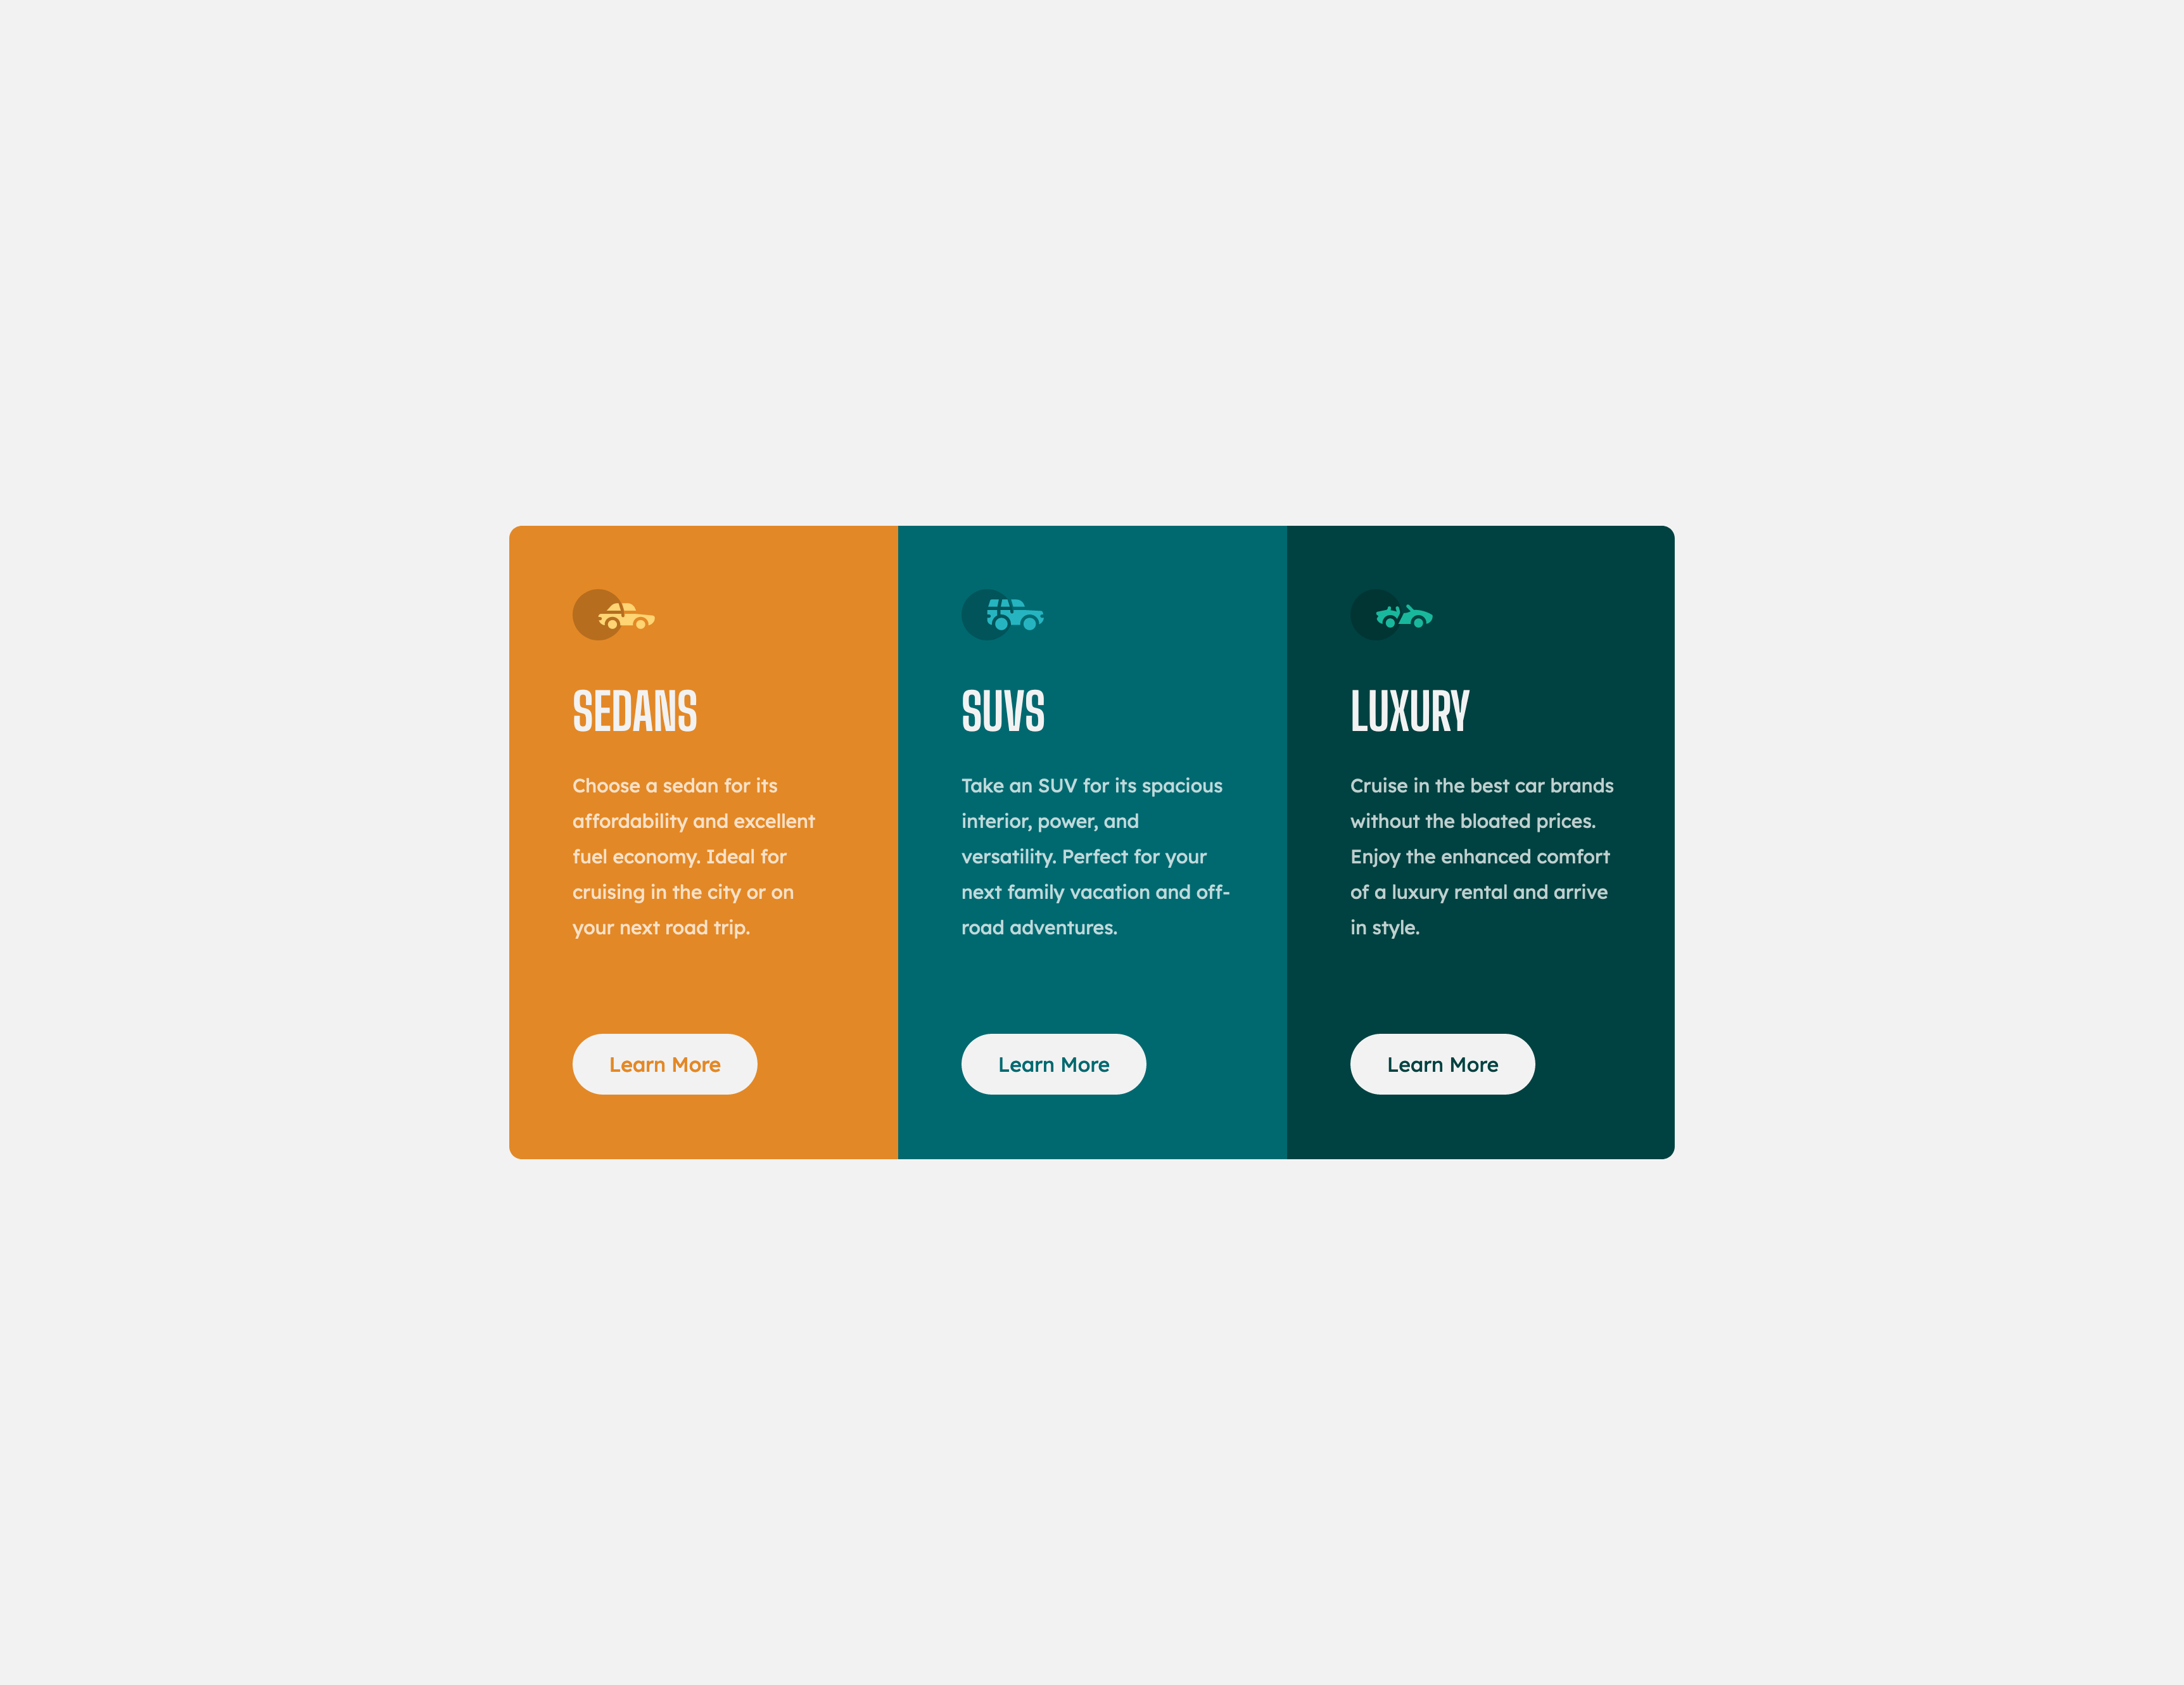 SEDANS
Choose a sedan for its
affordability and excellent
fuel economy. Ideal for
cruising in the city or on
your next road trip.
Learn More
SUVS
Take an SUV for its spacious
interior, power, and
versatility. Perfect for your
next family vacation and off-
road adventures.
Learn More
LUXURY
Cruise in the best car brands
without the bloated prices.
Enjoy the enhanced comfort
of a luxury rental and arrive
in style.
Learn More